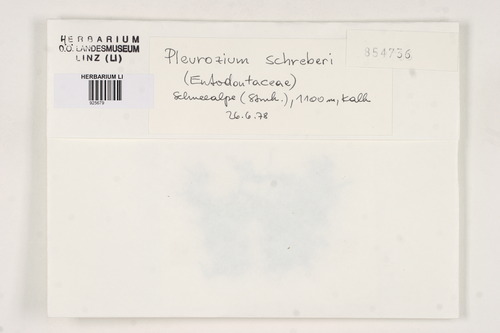 HERBARIUM
O.Ö. LANDESMUSEUM
LINZ (LI)
HERBARIUM LI
Pleurozium schreberi
(Entodontaceae)
Schneealpe (Stmk.), 1100 m, Kalk
26.6.78
854736